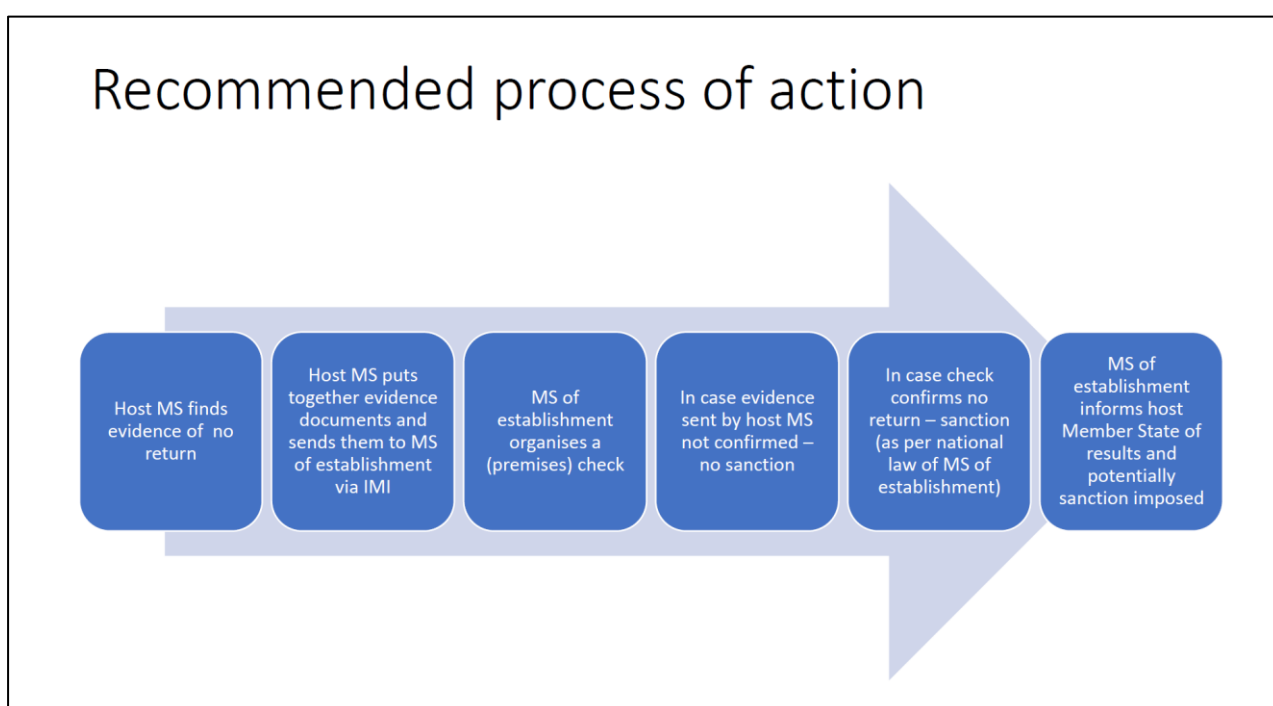 Recommended process of action
Host MS finds
evidence of  no
return
Host MS puts
together evidence
documents and
sends them to MS
of establishment
via IMI
MS of
establishment
organises a
(premises) check
In case evidence
sent by host MS
not confirmed –
no sanction
In case check
confirms no
return – sanction
(as per national
law of MS of
establishment)
MS of
establishment
informs host
Member State of
results and
potentially
sanction imposed